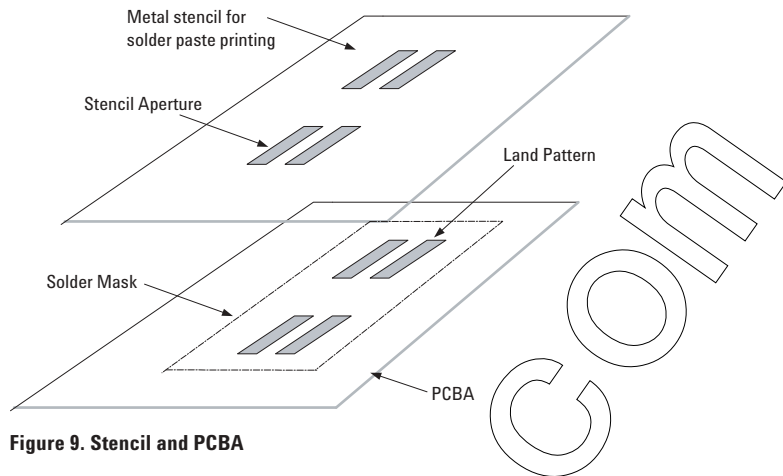 Metal stencil for
solder paste printing
Stencil Aperture
Land Pattern
Solder Mask
PCBA
Figure 9. Stencil and PCBA
com